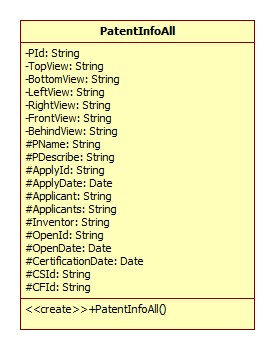 PatentInfoAll
-PId: String
-TopView: String
-BottomView: String
-LeftView: String
-RightView: String
-FrontView: String
-BehindView: String
#PName: String
#PDescribe: String
#ApplyId: String
#ApplyDate: Date
#Applicant: String
#Applicants: String
#Inventor: String
#OpenId: String
#OpenDate: Date
#CertificationDate: Date
#CSId: String
#CFId: String
<<create>>+PatentInfoAll()